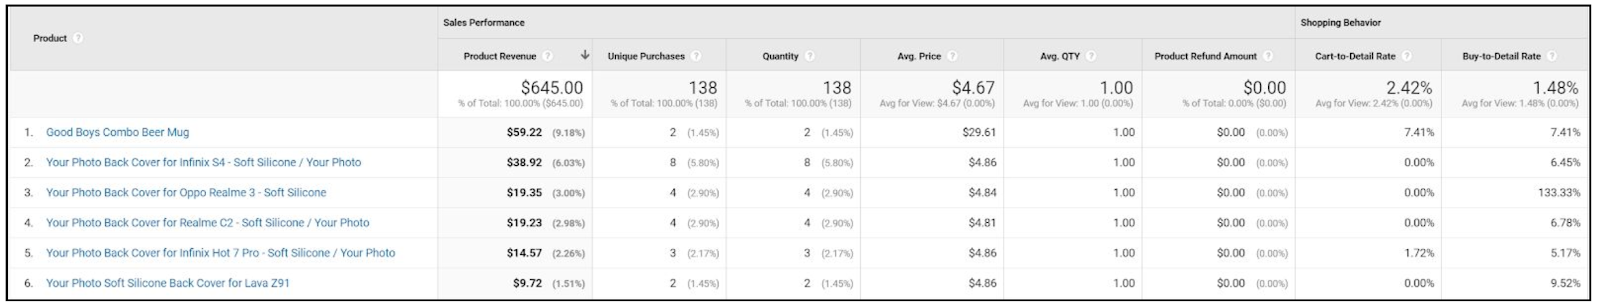 Product ? Sales Performance Shopping Behavior
Product Revenue ? ↓ Unique Purchases ? Quantity ? Avg. Price ? Avg. QTY ? Product Refund Amount ? Cart-to-Detail Rate ? Buy-to-Detail Rate ?
$645.00 138 138 $4.67 1.00 $0.00 2.42% 1.48%
% of Total: 100.00% ($645.00) % of Total: 100.00% (138) % of Total: 100.00% (138) Avg for View: $4.67 (0.00%) Avg for View: 1.00 (0.00%) % of Total: 0.00% ($0.00) Avg for View: 2.42% (0.00%) Avg for View: 1.48% (0.00%)
1. Good Boys Combo Beer Mug $59.22 (9.18%) 2 (1.45%) 2 (1.45%) $29.61 1.00 $0.00 (0.00%) 7.41% 7.41%
2. Your Photo Back Cover for Infinix S4 - Soft Silicone / Your Photo $38.92 (6.03%) 8 (5.80%) 8 (5.80%) $4.86 1.00 $0.00 (0.00%) 0.00% 6.45%
3. Your Photo Back Cover for Oppo Realme 3 - Soft Silicone $19.35 (3.00%) 4 (2.90%) 4 (2.90%) $4.84 1.00 $0.00 (0.00%) 0.00% 133.33%
4. Your Photo Back Cover for Realme C2 - Soft Silicone / Your Photo $19.23 (2.98%) 4 (2.90%) 4 (2.90%) $4.81 1.00 $0.00 (0.00%) 0.00% 6.78%
5. Your Photo Back Cover for Infinix Hot 7 Pro - Soft Silicone / Your Photo $14.57 (2.26%) 3 (2.17%) 3 (2.17%) $4.86 1.00 $0.00 (0.00%) 1.72% 5.17%
6. Your Photo Soft Silicone Back Cover for Lava Z91 $9.72 (1.51%) 2 (1.45%) 2 (1.45%) $4.86 1.00 $0.00 (0.00%) 0.00% 9.52%